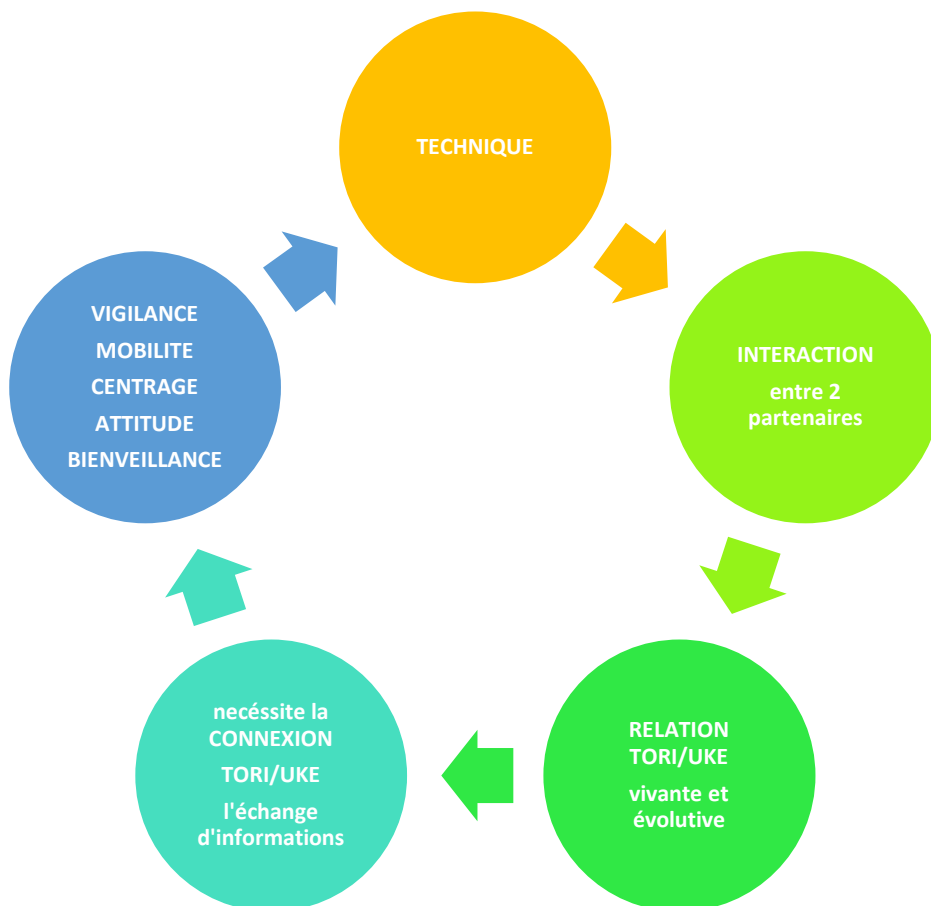 TECHNIQUE
INTERACTION
entre 2
partenaires
RELATION
TORI/UKE
vivante et
évolutive
necéssite la
CONNEXION
TORI/UKE
l'échange
d'informations
VIGILANCE
MOBILITE
CENTRAGE
ATTITUDE
BIENVEILLANCE